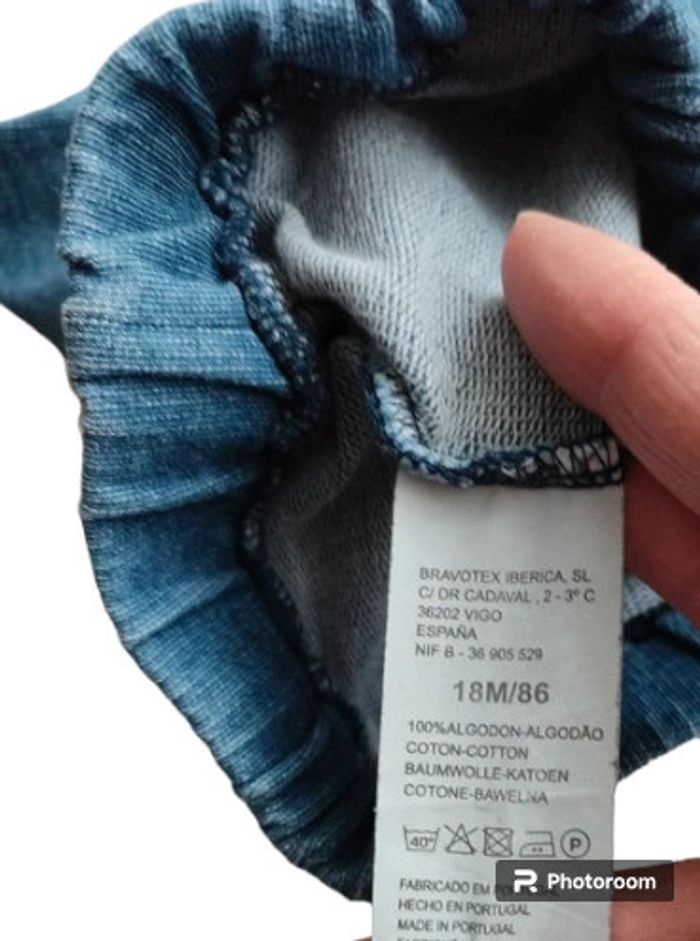 BRAVOTEX IBERICA, SL
C/ DR CADAVAL , 2 - 3º C
36202 VIGO
ESPAÑA
NIF B - 36 905 529
18M/86
100%ALGODON-ALGODÃO
COTON-COTTON
BAUMWOLLE-KATOEN
COTONE-BAWELNA
40° P
FABRICADO EM
Photoroom
HECHO EN PORTUGAL
MADE IN PORTUGAL